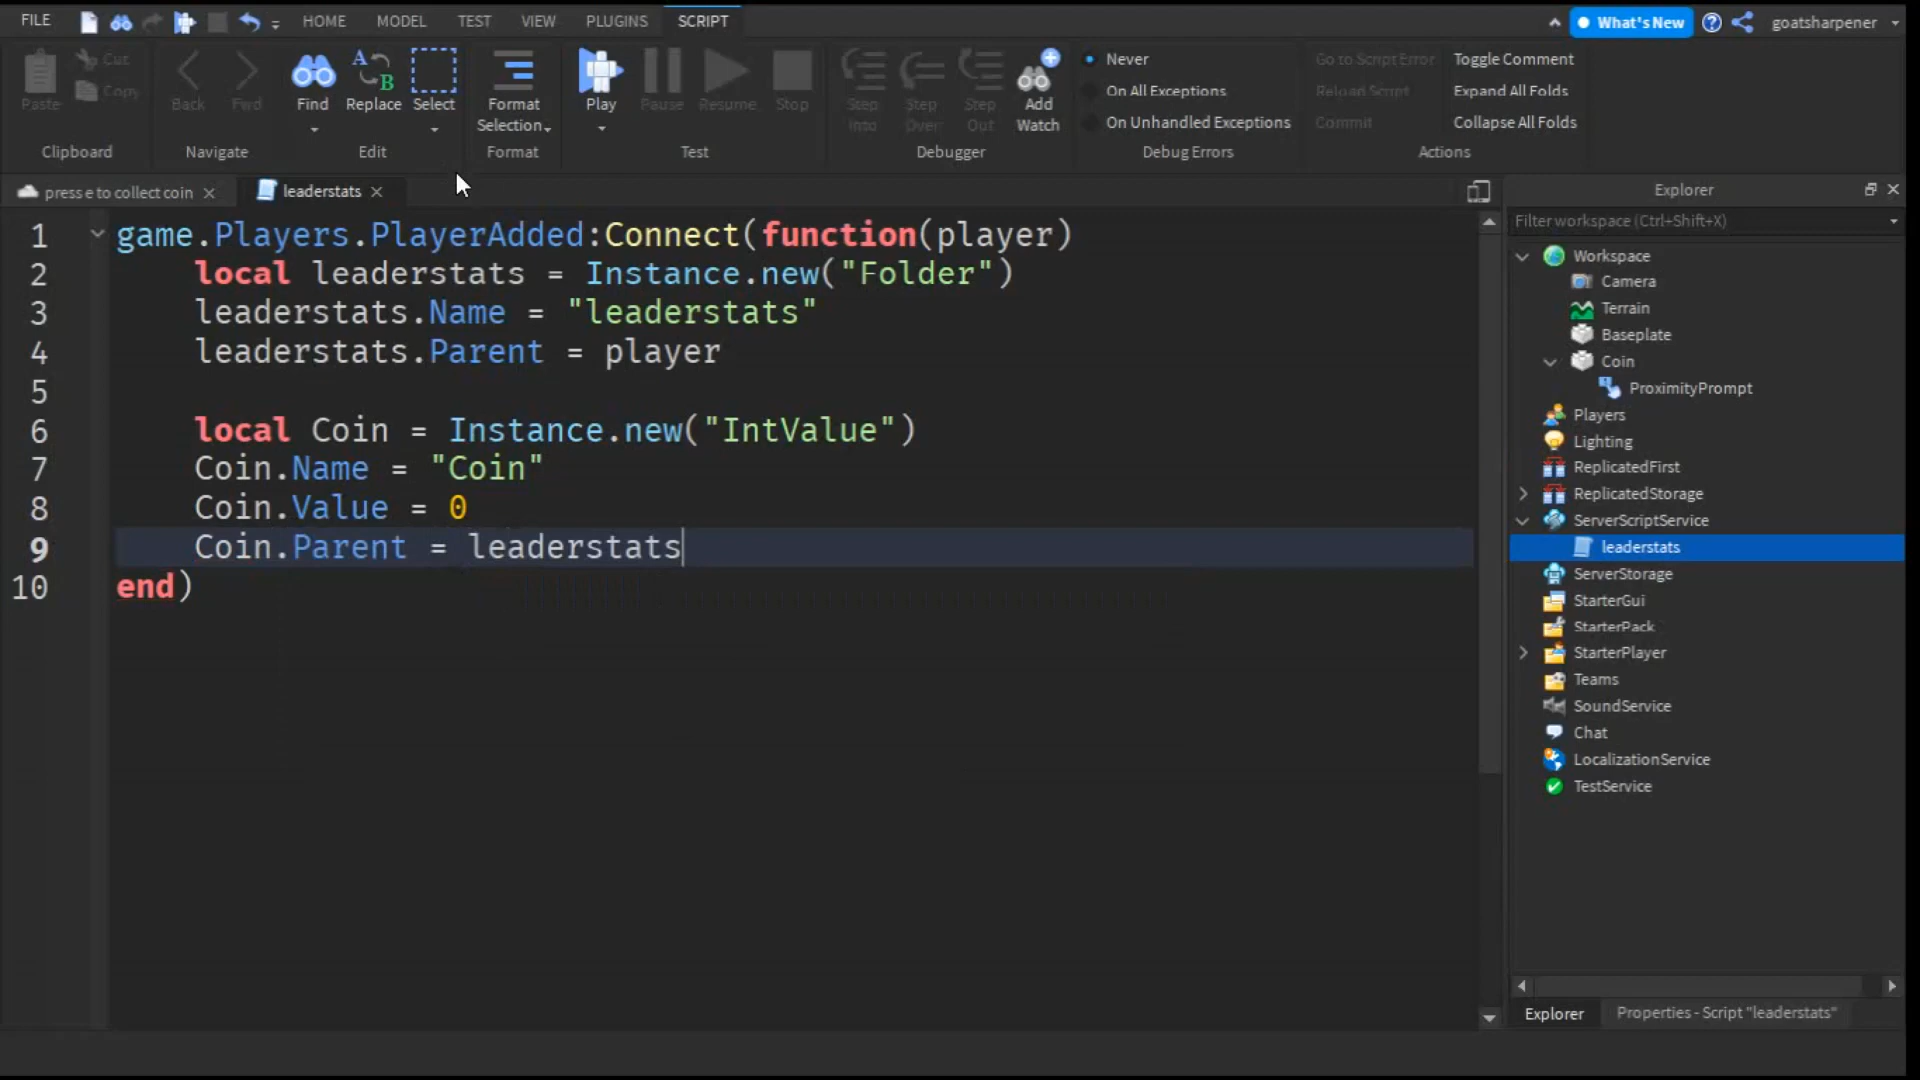 FILE HOME MODEL TEST VIEW PLUGINS SCRIPT What's New goatsharpener
Paste Cut Copy Back Fwd Find Replace Select Format Selection Play Pause Resume Stop Step Into Step Over Step Out Add Watch
Never
On All Exceptions
On Unhandled Exceptions
Go to Script Error
Reload Script
Commit
Toggle Comment
Expand All Folds
Collapse All Folds
Clipboard Navigate Edit Format Test Debugger Debug Errors Actions
press e to collect coin leaderstats
1 game.Players.PlayerAdded:Connect(function(player)
2 local leaderstats = Instance.new("Folder")
3 leaderstats.Name = "leaderstats"
4 leaderstats.Parent = player
5
6 local Coin = Instance.new("IntValue")
7 Coin.Name = "Coin"
8 Coin.Value = 0
9 Coin.Parent = leaderstats
10 end)
Explorer
Filter workspace (Ctrl+Shift+X)
Workspace
Camera
Terrain
Baseplate
Coin
ProximityPrompt
Players
Lighting
ReplicatedFirst
ReplicatedStorage
ServerScriptService
leaderstats
ServerStorage
StarterGui
StarterPack
StarterPlayer
Teams
SoundService
Chat
LocalizationService
TestService
Explorer Properties - Script "leaderstats"